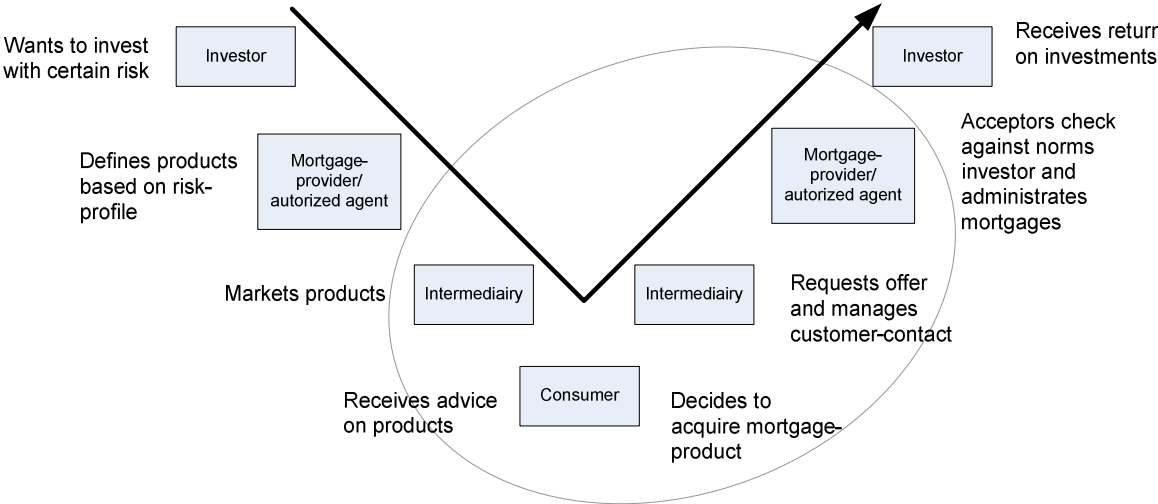 Wants to invest
with certain risk
Investor
Investor
Receives return
on investments
Defines products
based on risk-
profile
Mortgage-
provider/
autorized agent
Mortgage-
provider/
autorized agent
Acceptors check
against norms
investor and
administrates
mortgages
Markets products
Intermediairy
Intermediairy
Requests offer
and manages
customer-contact
Receives advice
on products
Consumer
Decides to
acquire mortgage-
product